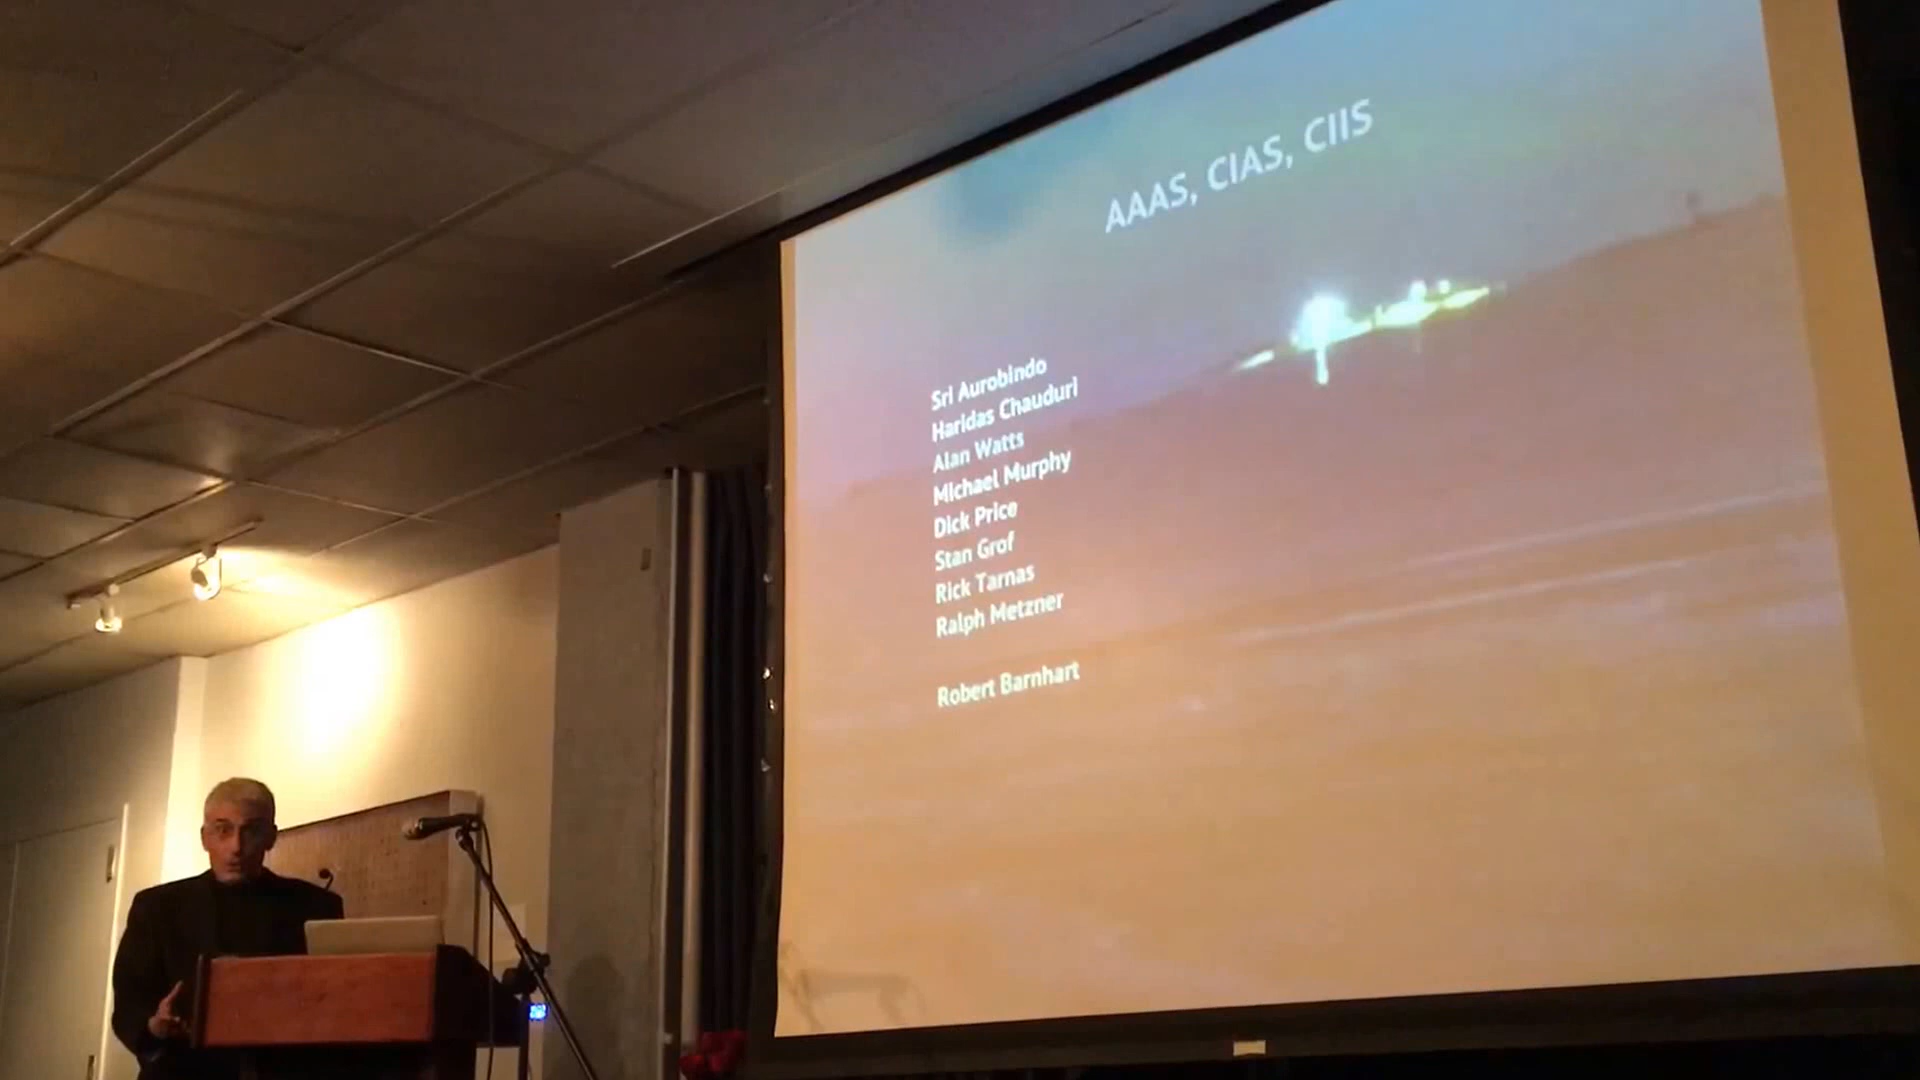 AAAS, CIAS, CIIS
Sri Aurobindo
Haridas Chauduri
Alan Watts
Michael Murphy
Dick Price
Stan Grof
Rick Tarnas
Ralph Metzner
Robert Barnhart